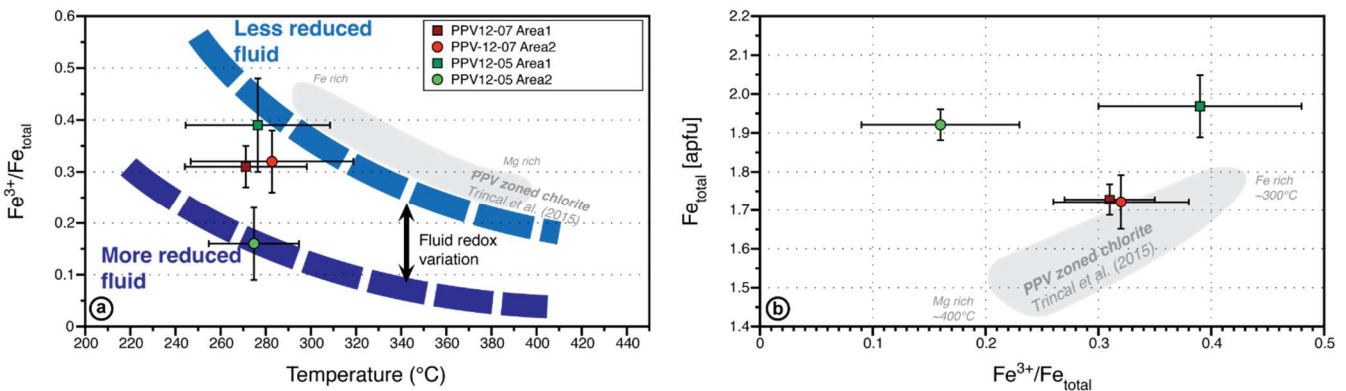 Less reduced
fluid
PPV12-07 Area1
PPV-12-07 Area2
PPV12-05 Area1
PPV12-05 Area2
Fe rich
Mg rich
PPV zoned chlorite
Trincal et al. (2015)
More reduced
fluid
Fluid redox
variation
a
0.6
0.5
0.4
0.3
0.2
0.1
0
Fe3+/Fetotal
200 220 240 260 280 300 320 340 360 380 400 420 440
Temperature (°C)
2.2
2.1
2.0
1.9
1.8
1.7
1.6
1.5
1.4
Fetotal [apfu]
Fe rich
~300°C
PPV zoned chlorite
Trincal et al. (2015)
Mg rich
~400°C
b
0 0.1 0.2 0.3 0.4 0.5
Fe3+/Fetotal